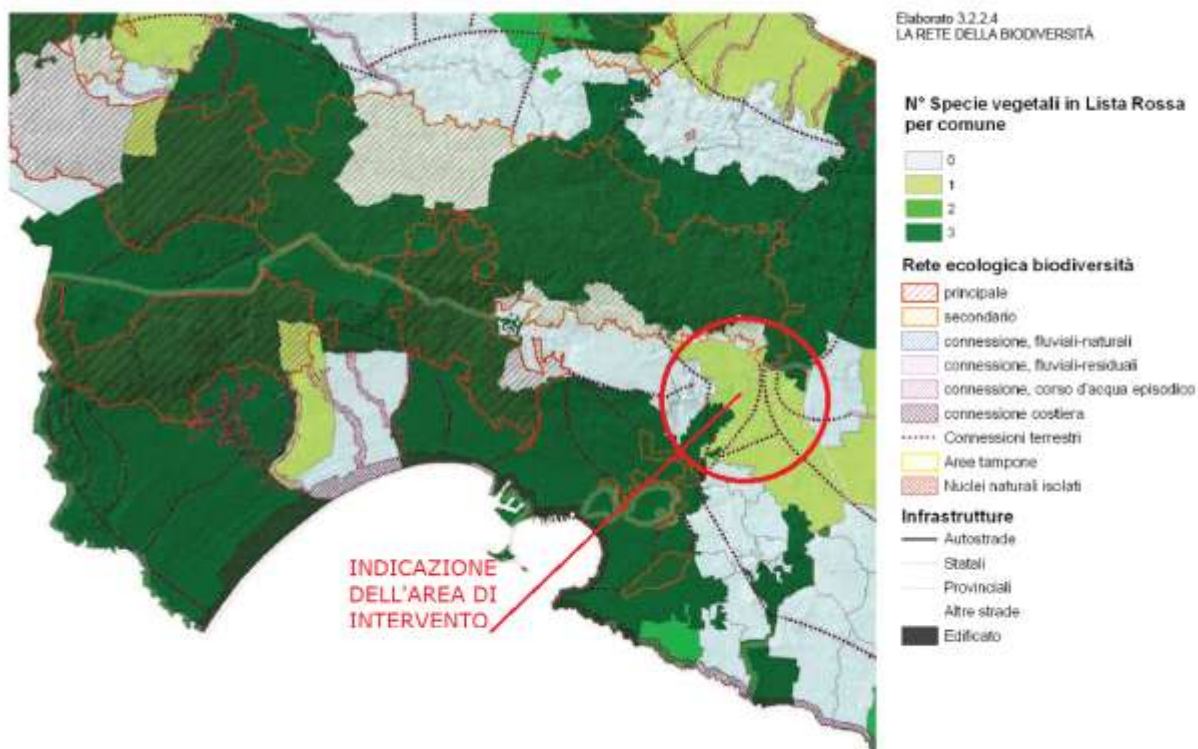 Elaborato 3.2.2.4
LA RETE DELLA BIODIVERSITÀ
N° Specie vegetali in Lista Rossa
per comune
0
1
2
3
Rete ecologica biodiversità
principale
secondario
connessione, fluviali-naturali
connessione, fluviali-residuali
connessione, corso d'acqua episodico
connessione costiera
Connessioni terrestri
Aree tampone
Nuclei naturali isolati
Infrastrutture
Autostrade
Statali
Provinciali
Altre strade
Edificato
INDICAZIONE
DELL'AREA DI
INTERVENTO